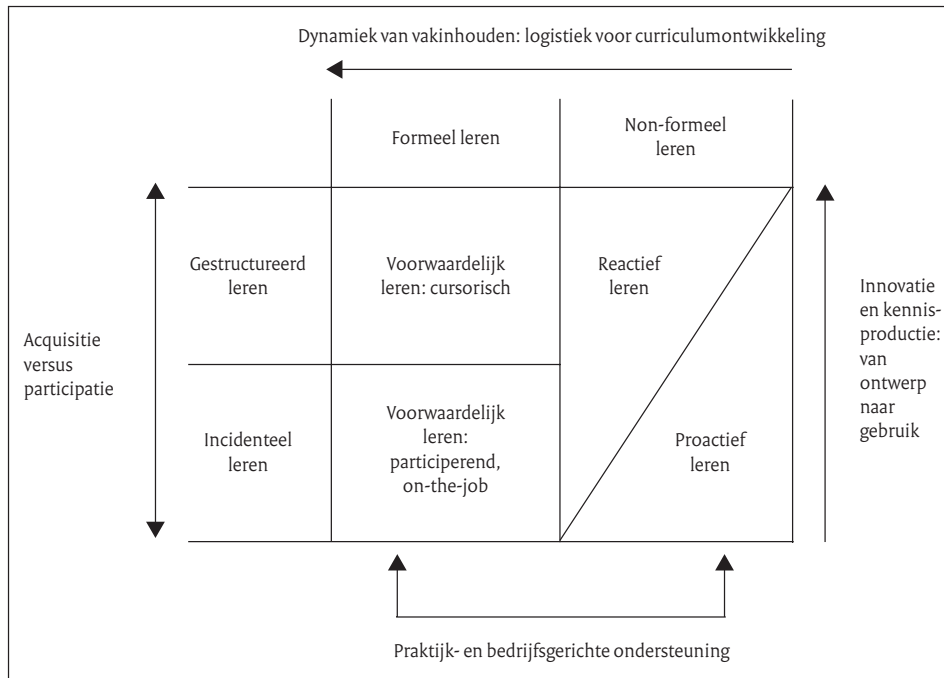 Dynamiek van vakinhouden: logistiek voor curriculumontwikkeling
Formeel leren
Non-formeel
leren
Acquisitie
versus
participatie
Gestructureerd
leren
Voorwaardelijk
leren: cursorisch
Reactief
leren
Innovatie
en kennis-
productie:
van
ontwerp
naar
gebruik
Incidenteel
leren
Voorwaardelijk
leren:
participerend,
on-the-job
Proactief
leren
Praktijk- en bedrijfsgerichte ondersteuning